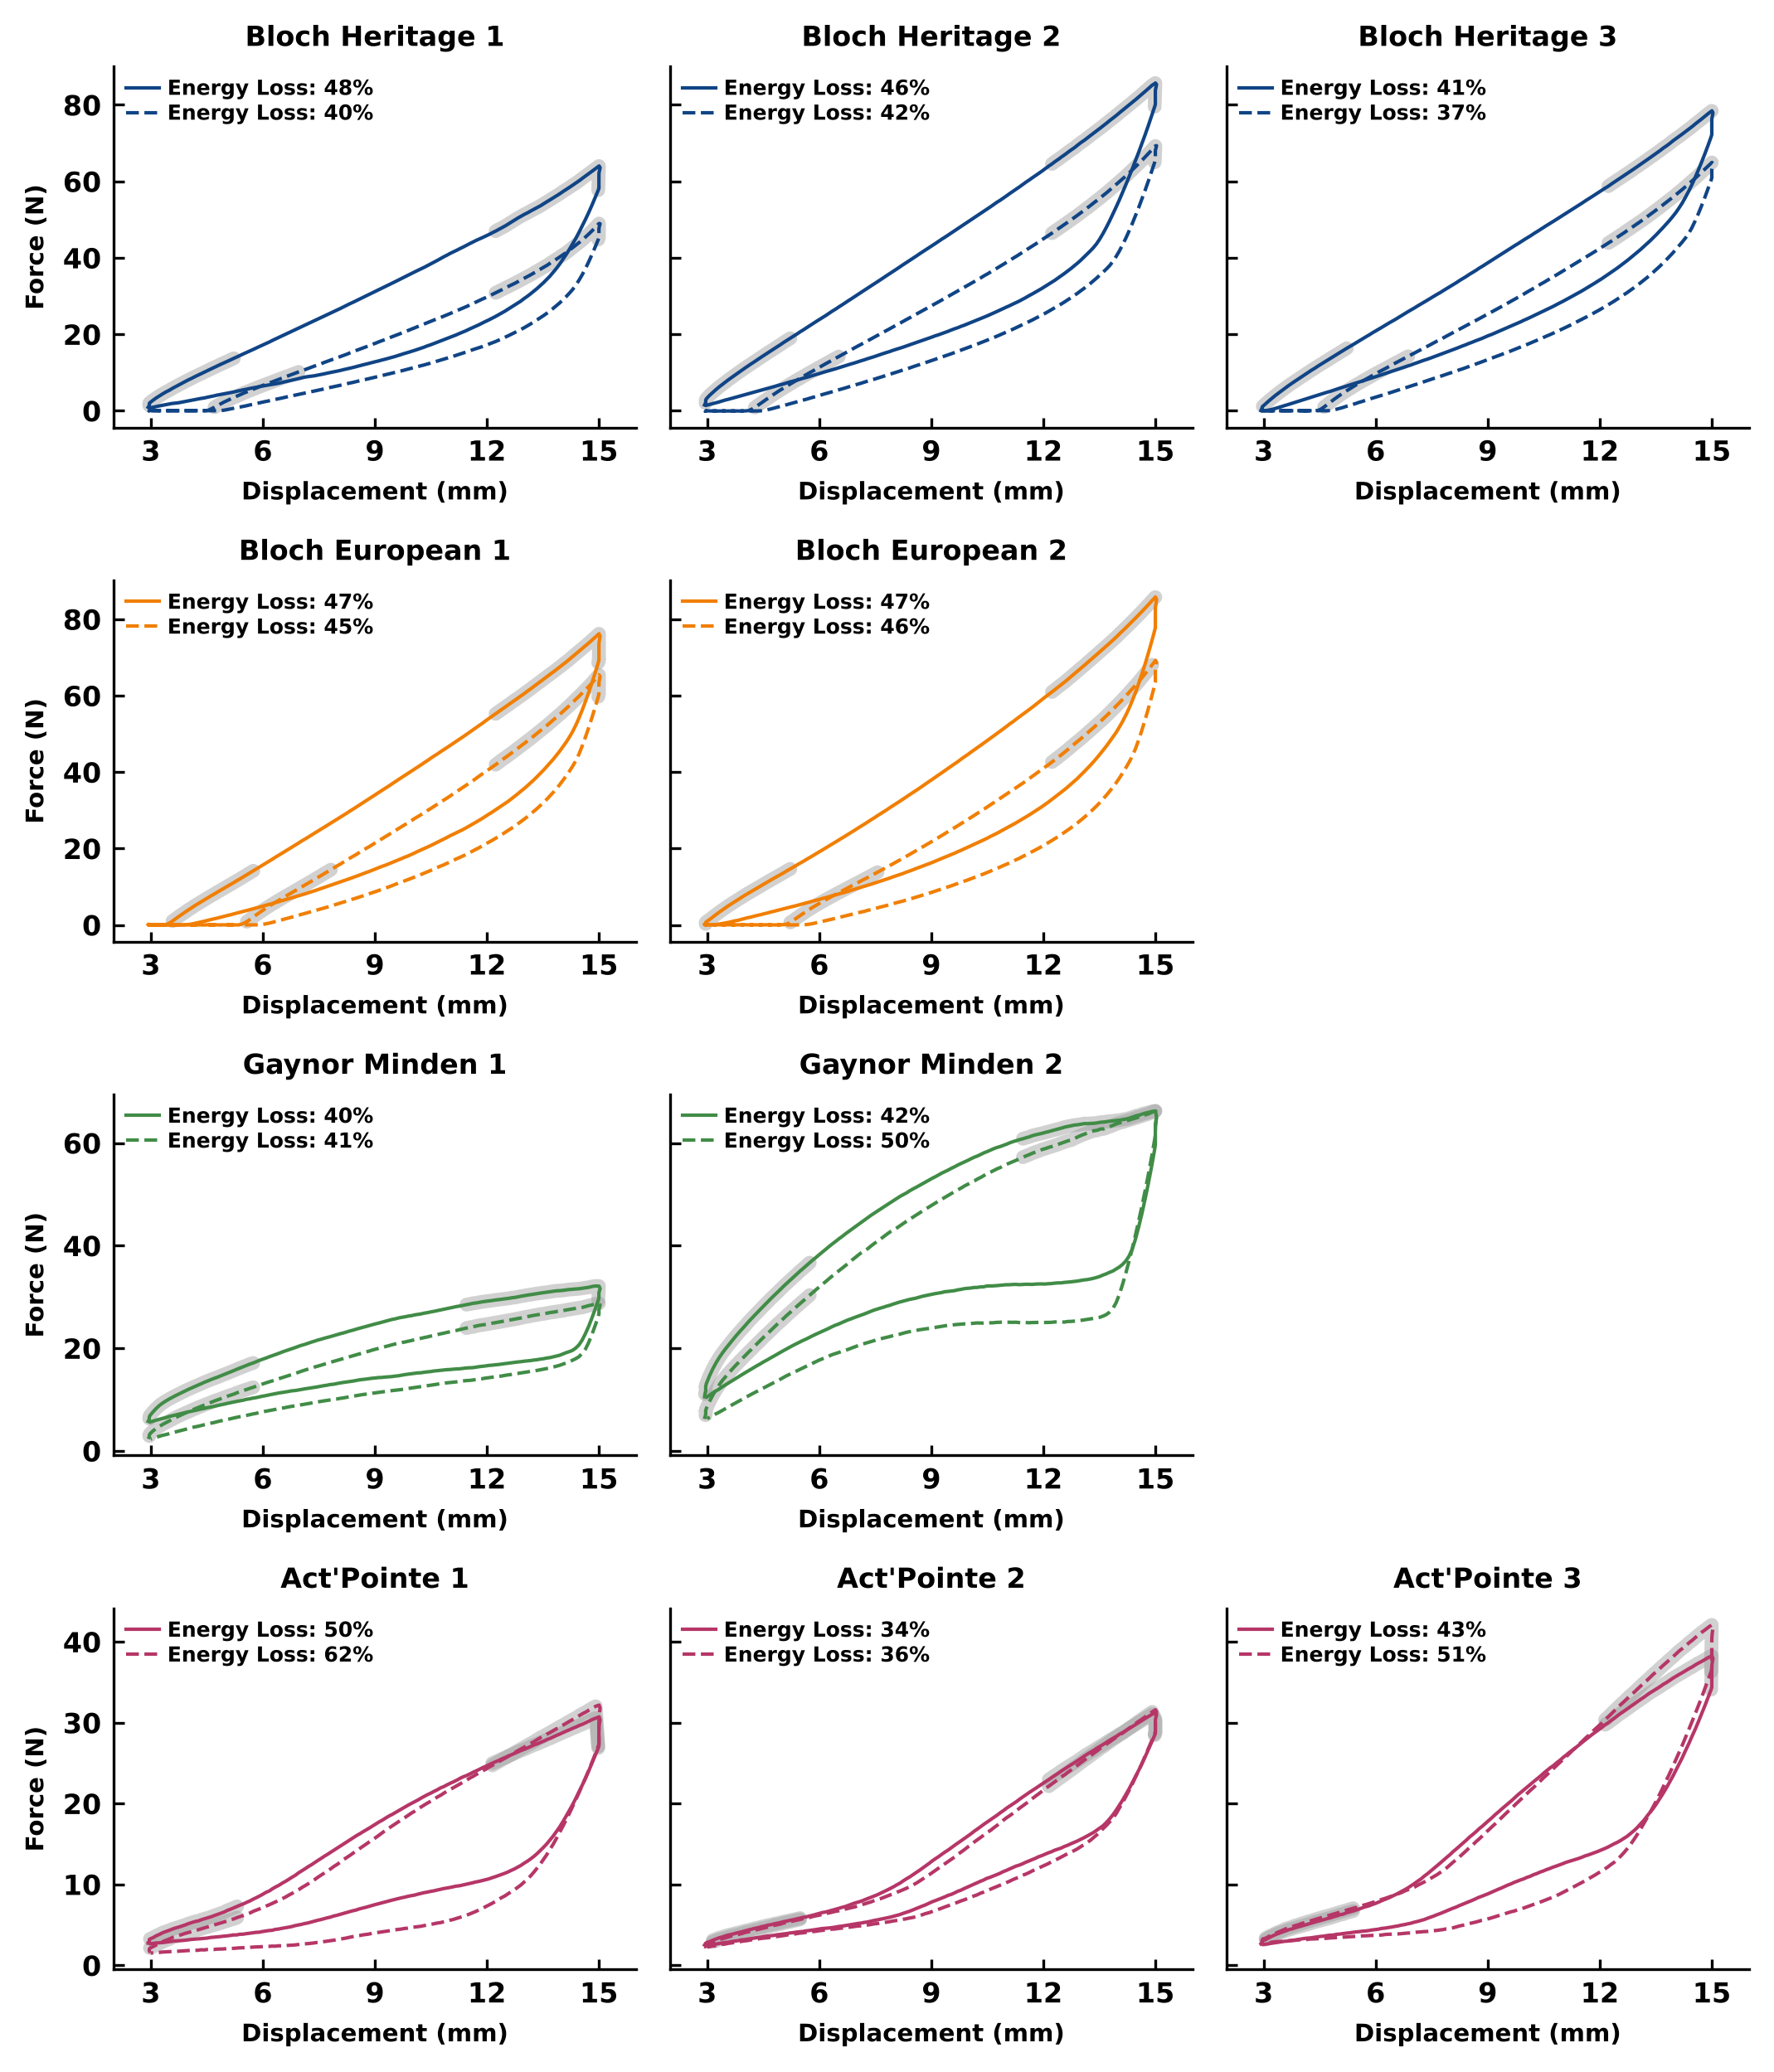 Bloch Heritage 1
Energy Loss: 48%
Energy Loss: 40%
80
60
40
20
0
Force (N)
3 6 9 12 15
Displacement (mm)
Bloch Heritage 2
Energy Loss: 46%
Energy Loss: 42%
3 6 9 12 15
Displacement (mm)
Bloch Heritage 3
Energy Loss: 41%
Energy Loss: 37%
3 6 9 12 15
Displacement (mm)
Bloch European 1
Energy Loss: 47%
Energy Loss: 45%
80
60
40
20
0
Force (N)
3 6 9 12 15
Displacement (mm)
Bloch European 2
Energy Loss: 47%
Energy Loss: 46%
3 6 9 12 15
Displacement (mm)
Gaynor Minden 1
Energy Loss: 40%
Energy Loss: 41%
60
40
20
0
Force (N)
3 6 9 12 15
Displacement (mm)
Gaynor Minden 2
Energy Loss: 42%
Energy Loss: 50%
3 6 9 12 15
Displacement (mm)
Act'Pointe 1
Energy Loss: 50%
Energy Loss: 62%
40
30
20
10
0
Force (N)
3 6 9 12 15
Displacement (mm)
Act'Pointe 2
Energy Loss: 34%
Energy Loss: 36%
3 6 9 12 15
Displacement (mm)
Act'Pointe 3
Energy Loss: 43%
Energy Loss: 51%
3 6 9 12 15
Displacement (mm)